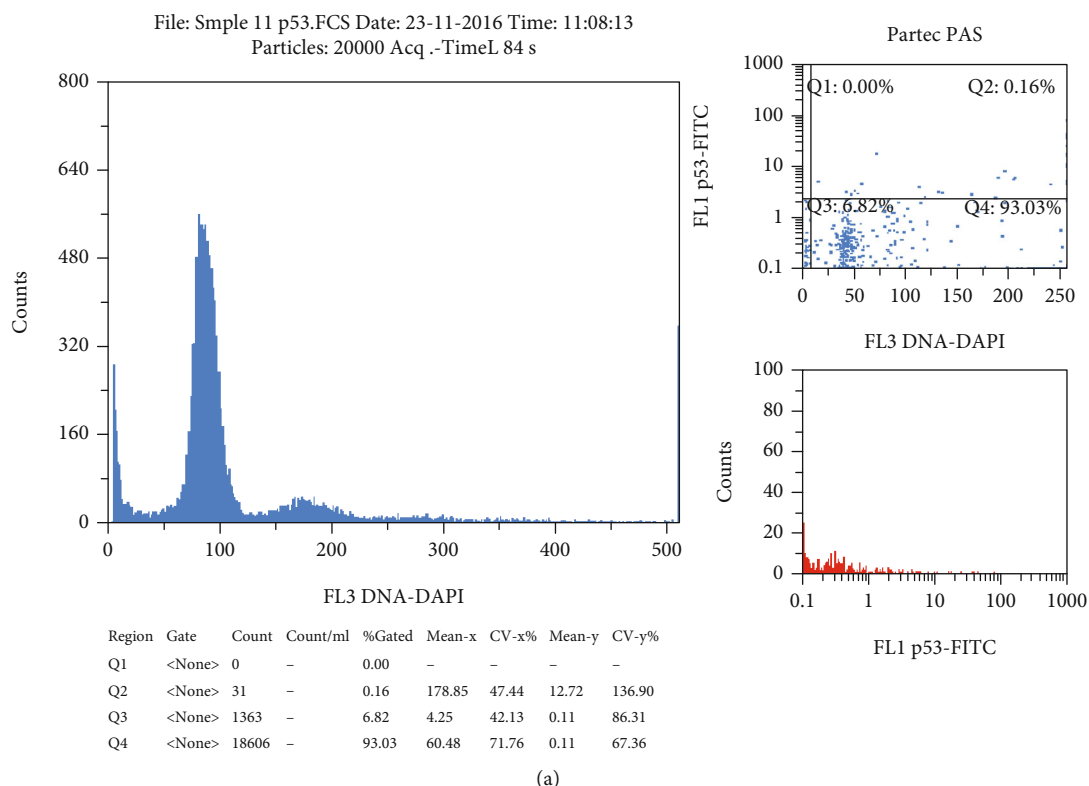 File: Smple 11 p53.FCS Date: 23-11-2016 Time: 11:08:13
Particles: 20000 Acq .-TimeL 84 s
800
640
480
320
160
0
Counts
0 100 200 300 400 500
FL3 DNA-DAPI
Partec PAS
1000
100
10
1
0.1
FL1 p53-FITC
Q1: 0.00% Q2: 0.16%
Q3: 6.82% Q4: 93.03%
0 50 100 150 200 250
FL3 DNA-DAPI
100
80
60
40
20
0
Counts
0.1 1 10 100 1000
FL1 p53-FITC
Region Gate Count Count/ml %Gated Mean-x CV-x% Mean-y CV-y%
Q1 <None> 0 – 0.00 – – – –
Q2 <None> 31 – 0.16 178.85 47.44 12.72 136.90
Q3 <None> 1363 – 6.82 4.25 42.13 0.11 86.31
Q4 <None> 18606 – 93.03 60.48 71.76 0.11 67.36
(a)